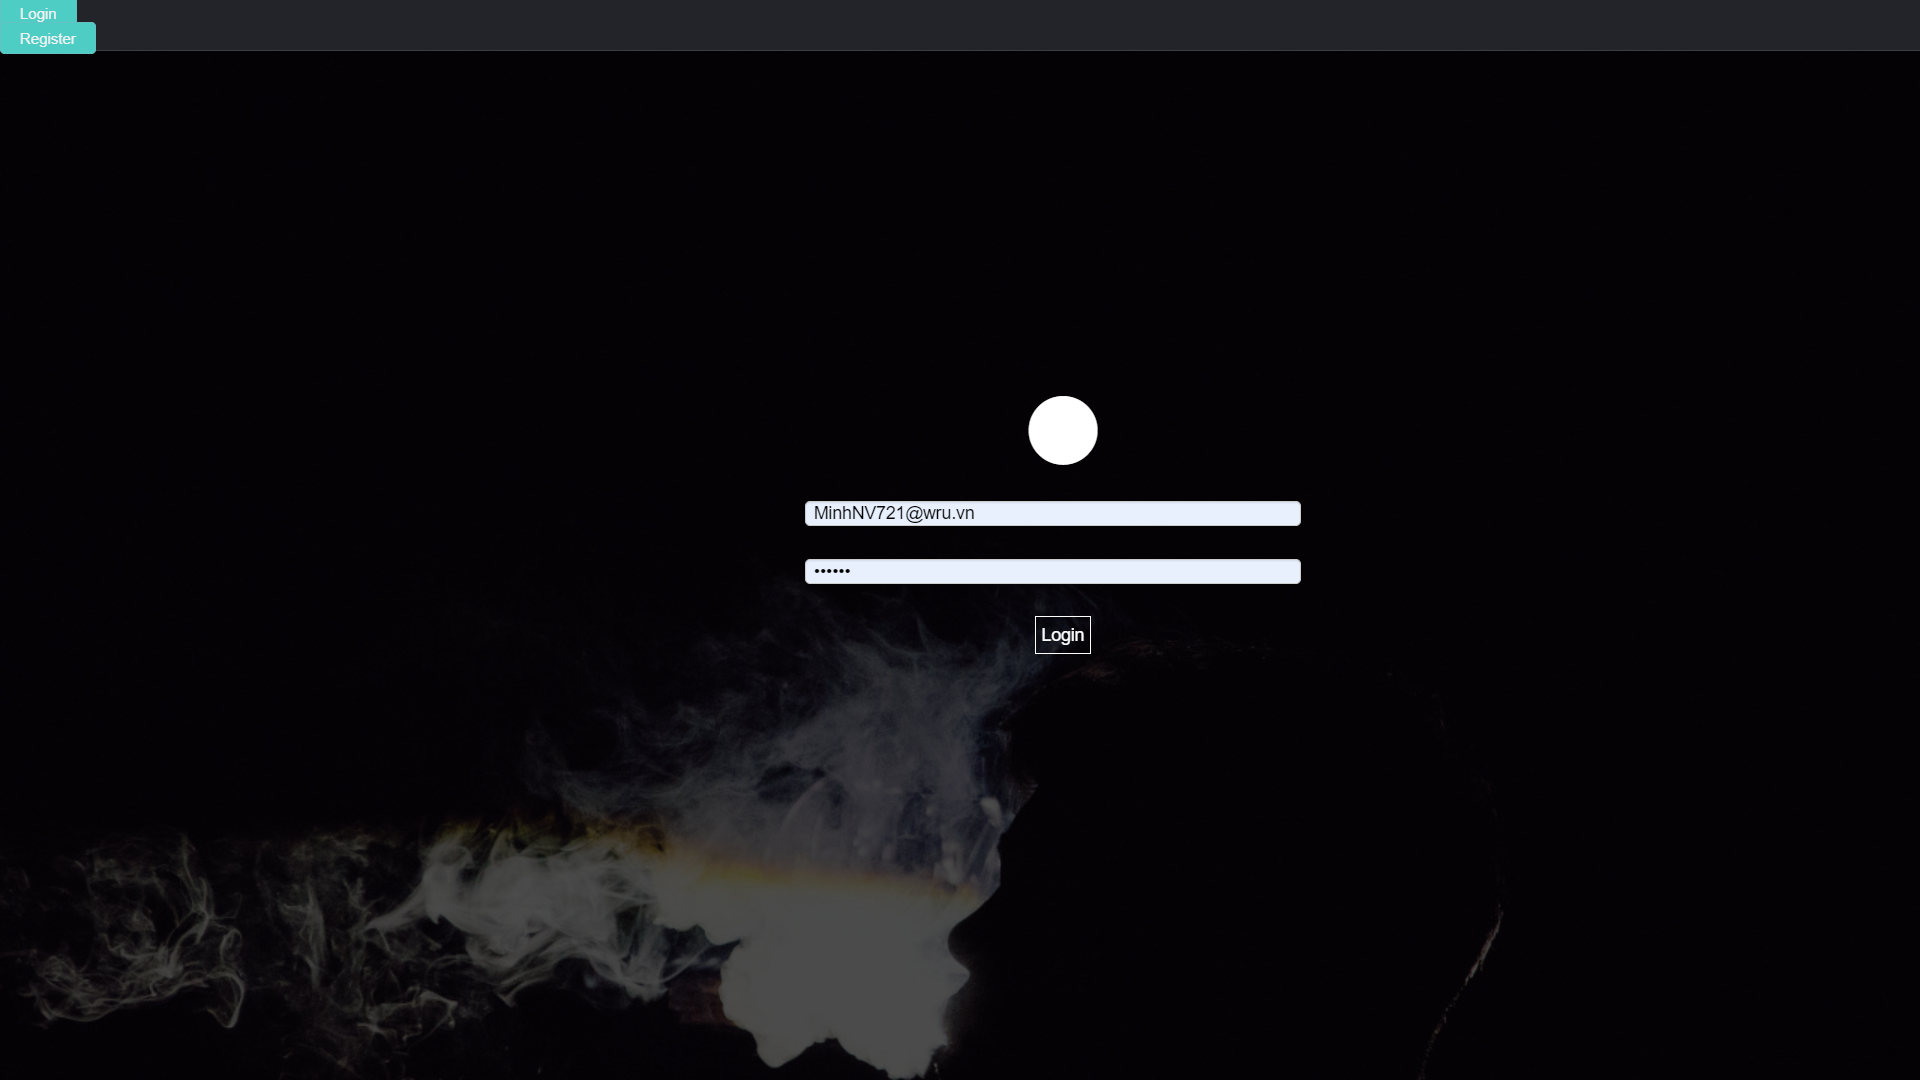 Login
Register
MinhNV721@wru.vn
••••••
Login